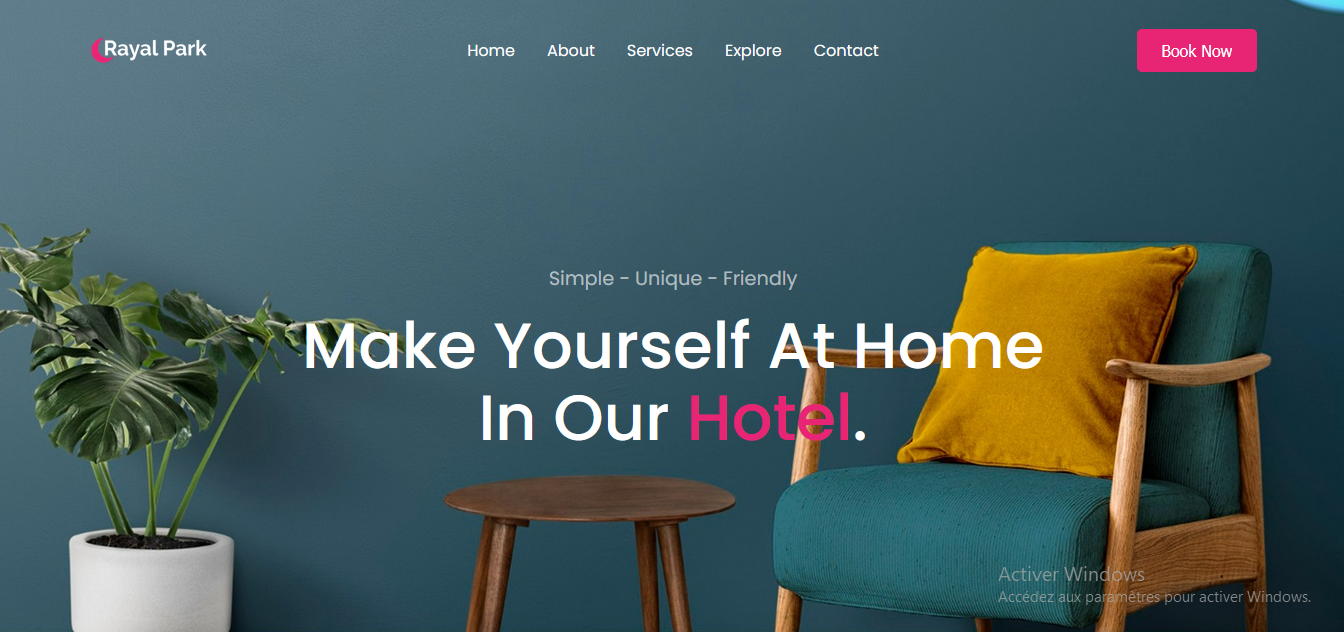 Rayal Park
Home About Services Explore Contact
Book Now
Simple - Unique - Friendly
Make Yourself At Home
In Our Hotel.
Activer Windows
Accédez aux paramètres pour activer Windows.